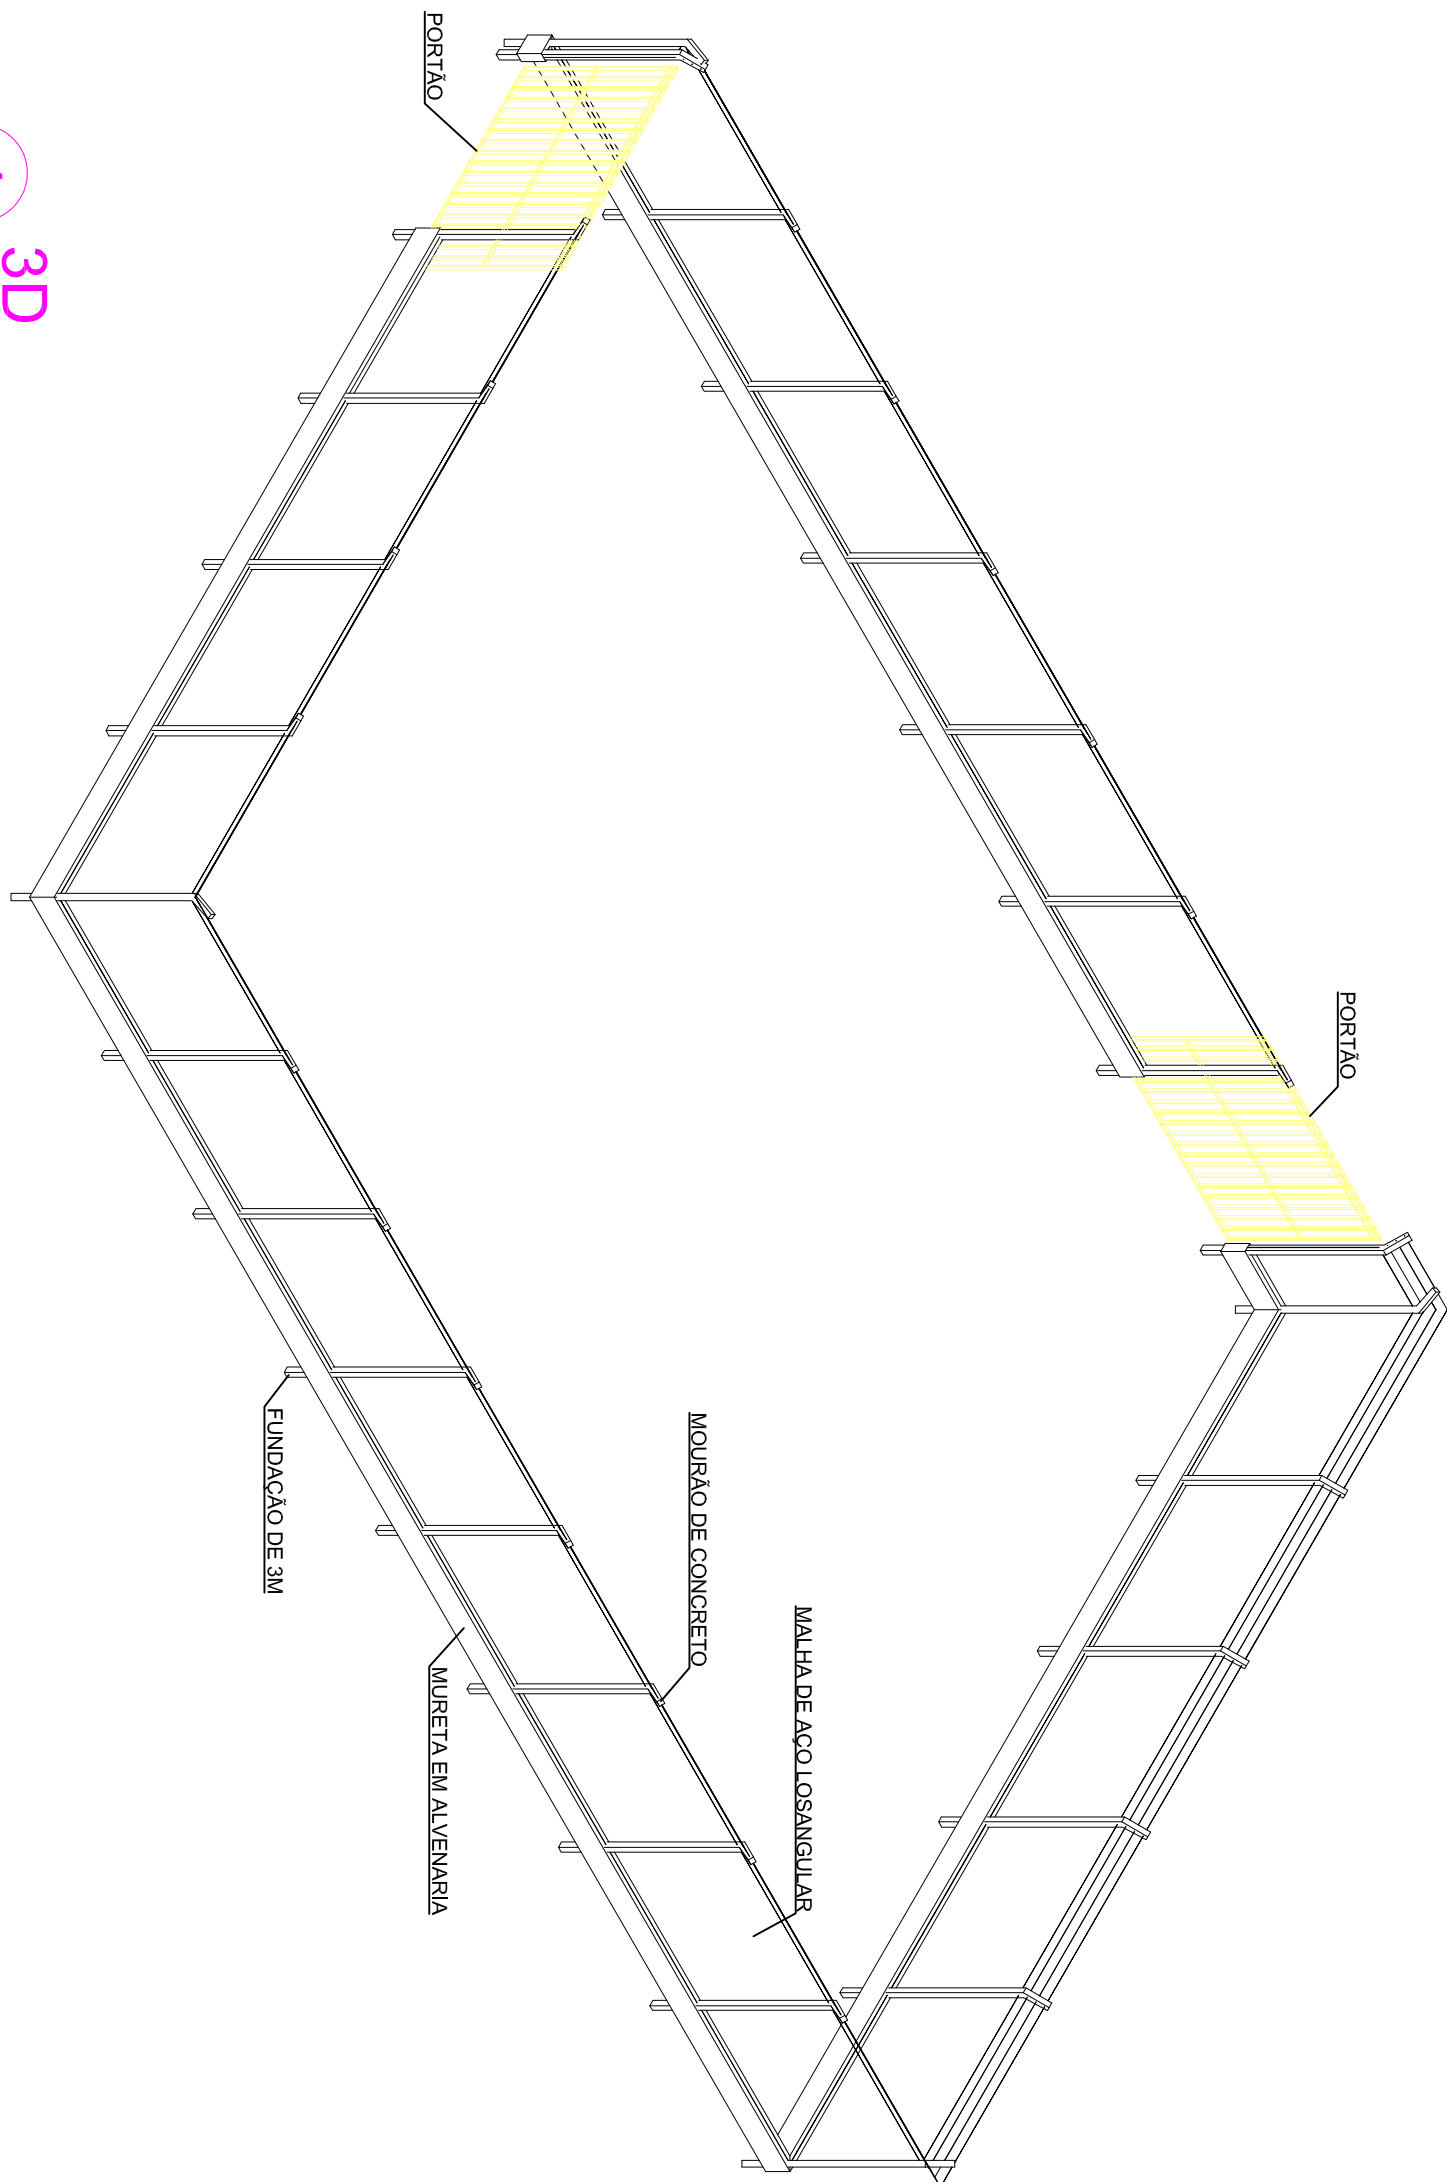 PORTÃO
MALHA DE AÇO LOSANGULAR
MOURÃO DE CONCRETO
PORTÃO
MURETA EM ALVENARIA
FUNDAÇÃO DE 3M
3D